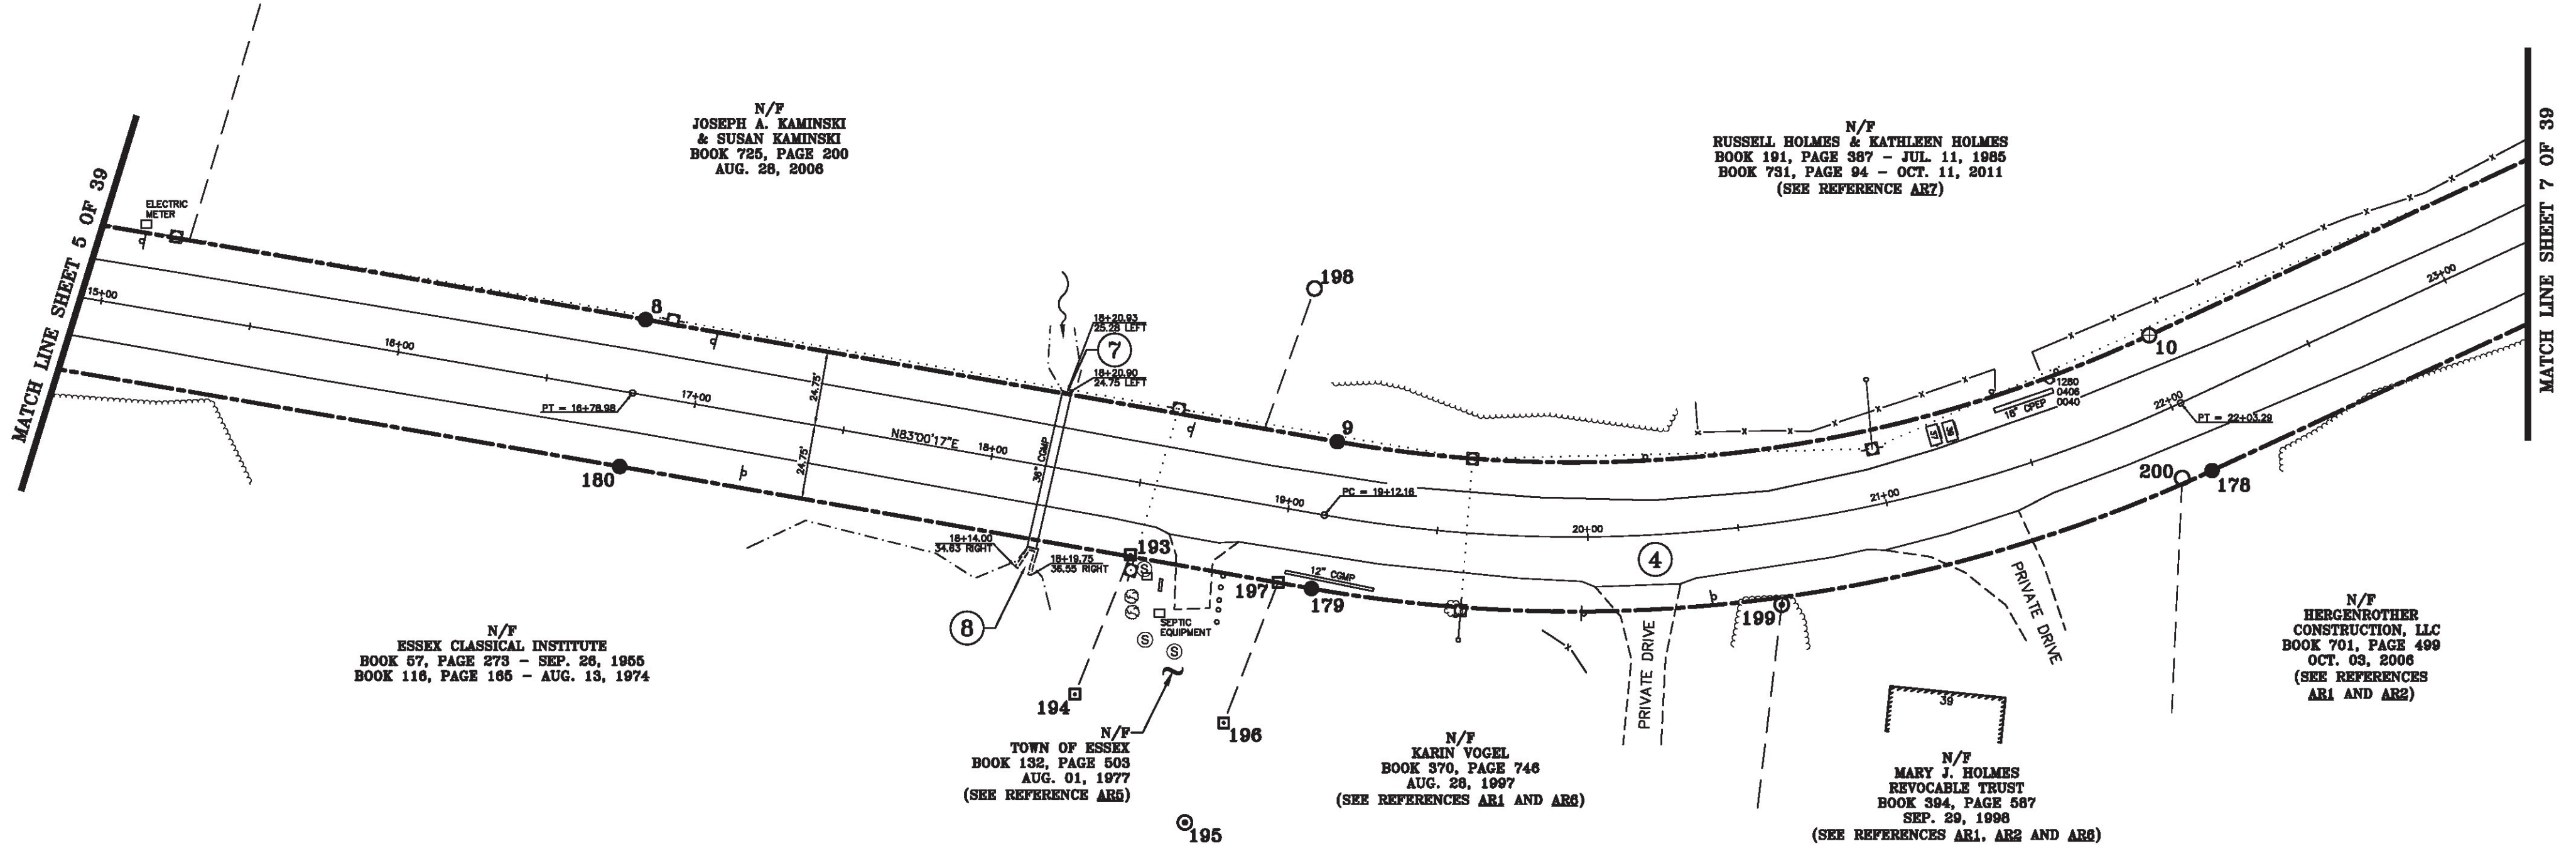 N/F
JOSEPH A. KAMINSKI
& SUSAN KAMINSKI
BOOK 725, PAGE 200
AUG. 28, 2006
N/F
RUSSELL HOLMES & KATHLEEN HOLMES
BOOK 191, PAGE 387 - JUL. 11, 1985
BOOK 731, PAGE 94 - OCT. 11, 2011
(SEE REFERENCE AR7)
MATCH LINE SHEET 5 OF 39
MATCH LINE SHEET 7 OF 39
ELECTRIC
METER
15+00
16+00
PT = 16+78.98
17+00
24.75'
24.75'
N83°00'17"E
18+00
36" CGMP
18+20.93
25.28 LEFT
7
18+20.90
24.75 LEFT
8
198
9
10
1280
0406
0040
18" CPEP
37
38
19+00
PC = 19+12.16
20+00
21+00
22+00
PT = 22+03.29
23+00
180
18+14.00
34.63 RIGHT
18+19.75
36.55 RIGHT
8
193
S
SEPTIC
EQUIPMENT
S
S
194
195
196
197
12" CGMP
179
4
199
200
178
PRIVATE DRIVE
PRIVATE DRIVE
39
N/F
ESSEX CLASSICAL INSTITUTE
BOOK 57, PAGE 273 - SEP. 26, 1955
BOOK 116, PAGE 165 - AUG. 13, 1974
N/F
TOWN OF ESSEX
BOOK 132, PAGE 503
AUG. 01, 1977
(SEE REFERENCE AR5)
N/F
KARIN VOGEL
BOOK 370, PAGE 746
AUG. 28, 1997
(SEE REFERENCES AR1 AND AR6)
N/F
MARY J. HOLMES
REVOCABLE TRUST
BOOK 394, PAGE 587
SEP. 29, 1998
(SEE REFERENCES AR1, AR2 AND AR6)
N/F
HERGENROTHER
CONSTRUCTION, LLC
BOOK 701, PAGE 499
OCT. 03, 2006
(SEE REFERENCES
AR1 AND AR2)